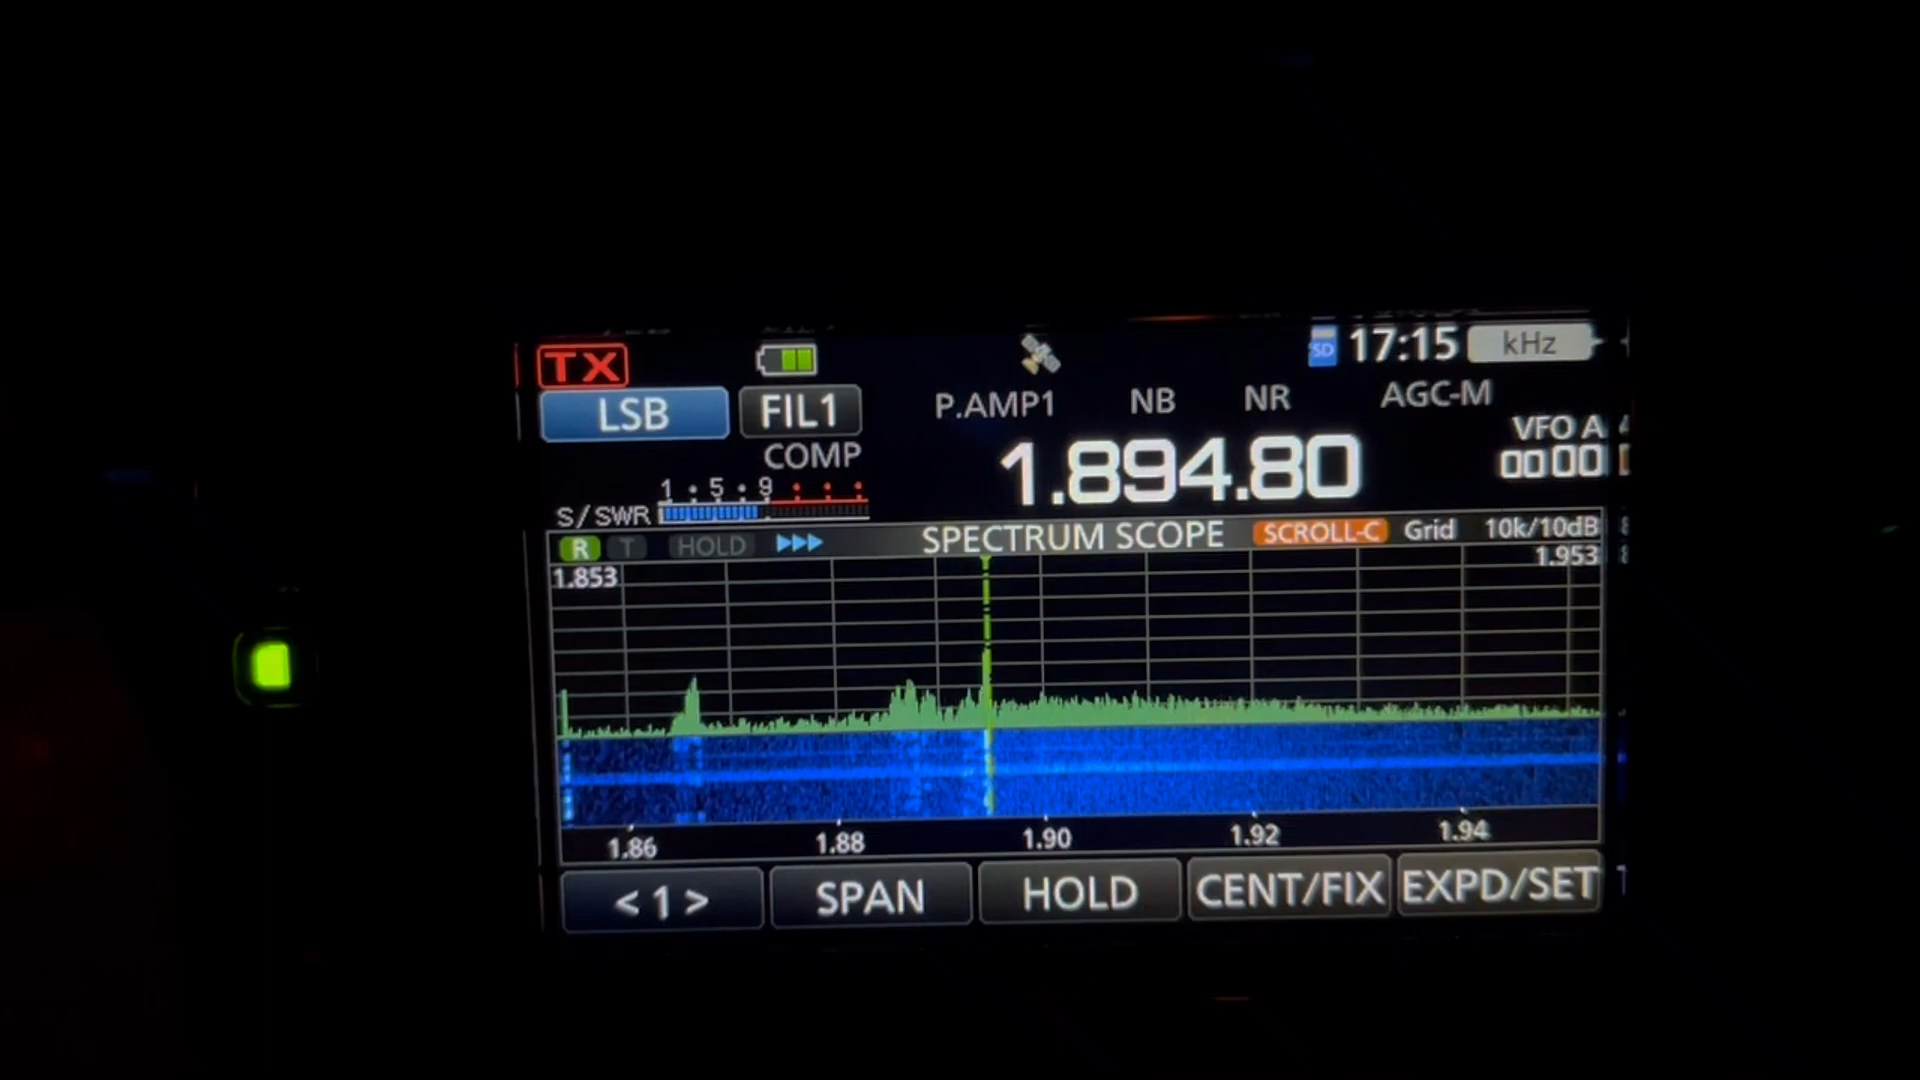 TX SD 17:15 kHz
LSB FIL1 P.AMP1 NB NR AGC-M
COMP 1.894.80 VFO A
1 5 9 0000
S/SWR
R T HOLD SPECTRUM SCOPE SCROLL-C Grid 10k/10dB
1.853 1.953
1.86 1.88 1.90 1.92 1.94
< 1 > SPAN HOLD CENT/FIX EXPD/SET